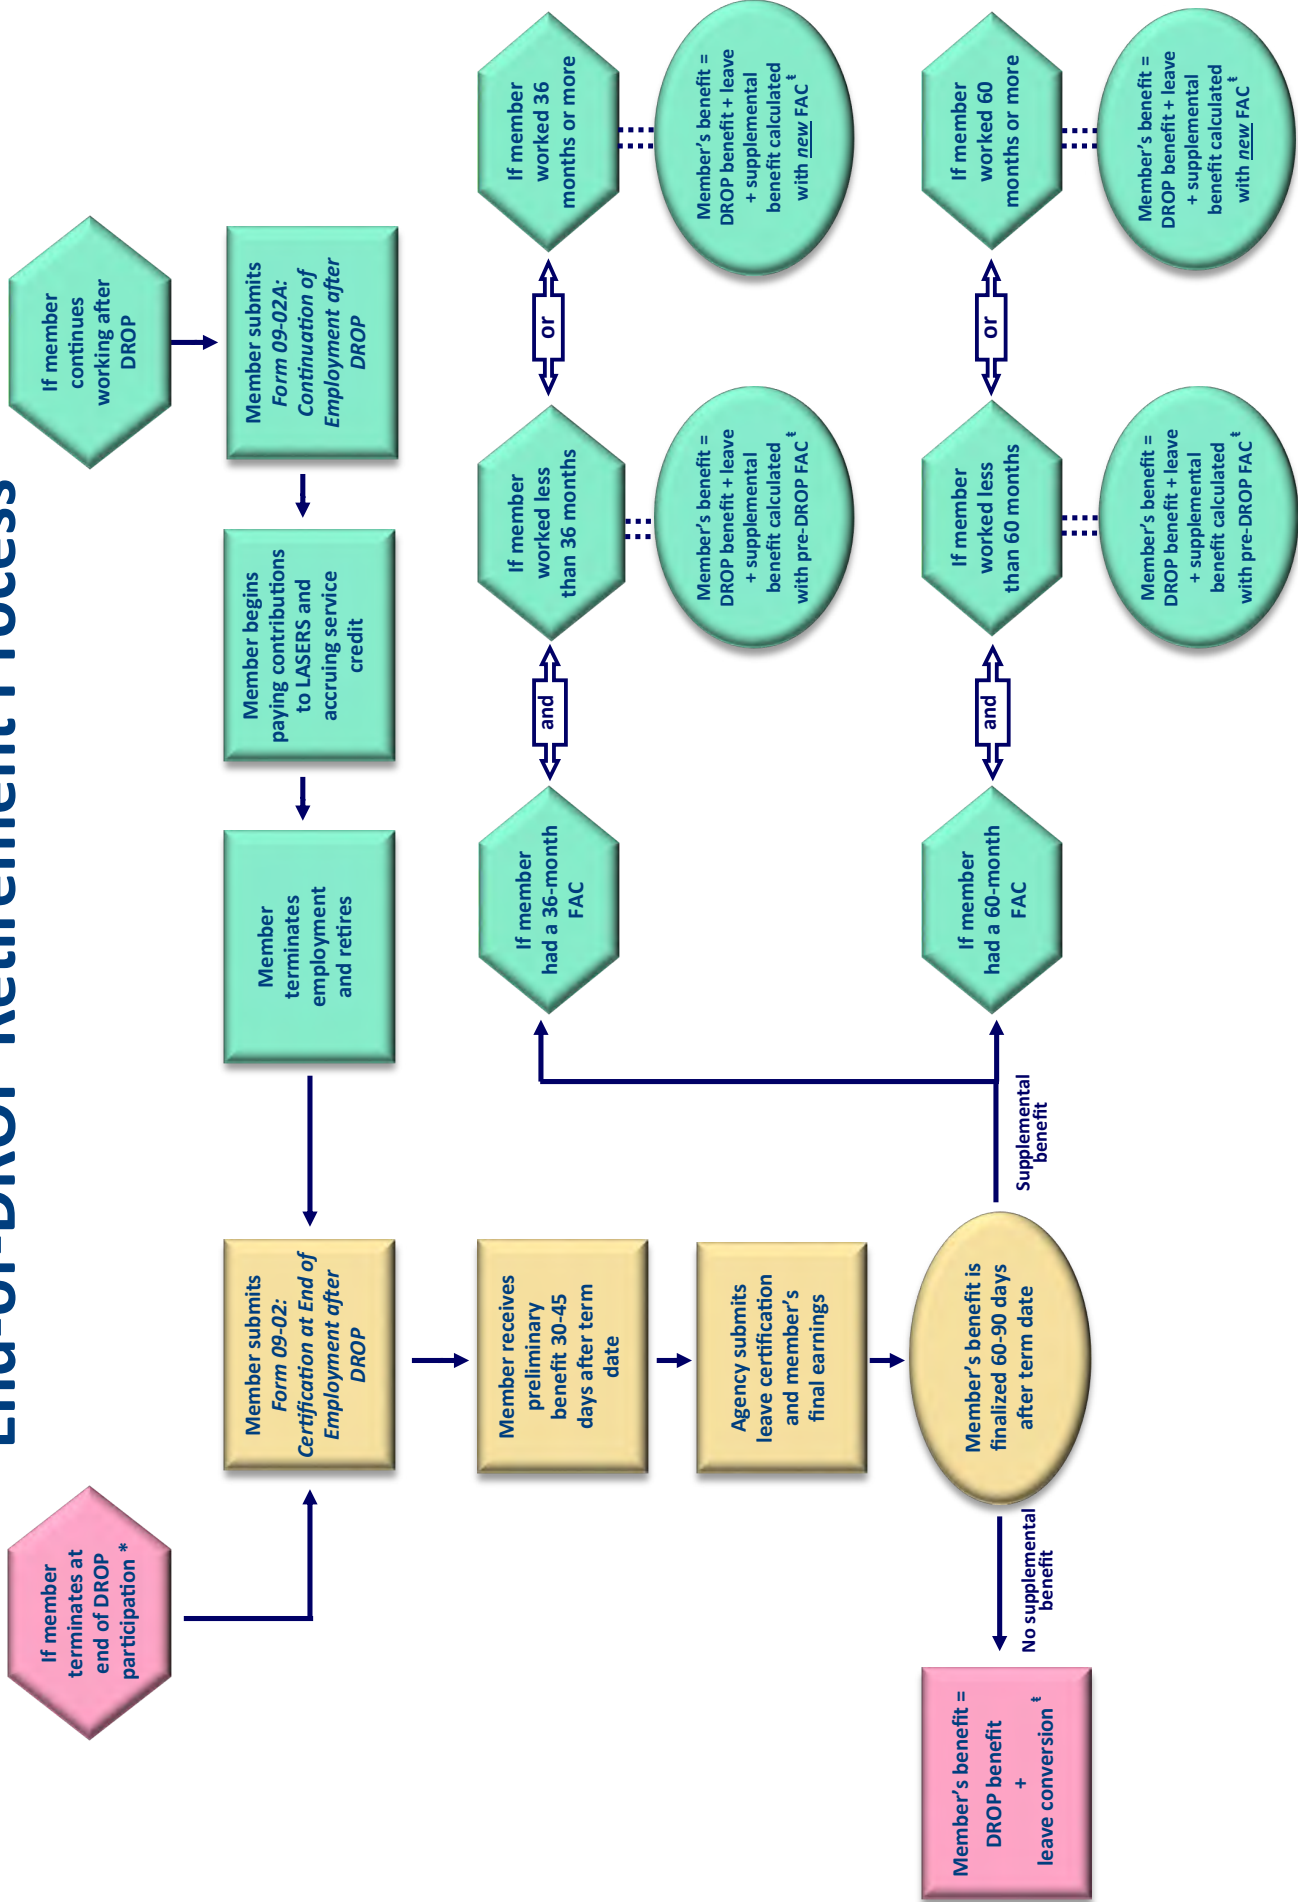 End-of-DROP Retirement Process
If member
terminates at
end of DROP
participation *
If member
continues
working after
DROP
Member submits
Form 09-02:
Certification at End of
Employment after
DROP
Member
terminates
employment
and retires
Member begins
paying contributions
to LASERS and
accruing service
credit
Member submits
Form 09-02A:
Continuation of
Employment after
DROP
Member receives
preliminary
benefit 30-45
days after term
date
Agency submits
leave certification
and member’s
final earnings
Member’s benefit is
finalized 60-90 days
after term date
No supplemental
benefit
Supplemental
benefit
Member’s benefit =
DROP benefit
+
leave conversion ŧ
If member
had a 36-month
FAC
and
If member
worked less
than 36 months
or
If member
worked 36
months or more
Member’s benefit =
DROP benefit + leave
+ supplemental
benefit calculated
with pre-DROP FAC ŧ
Member’s benefit =
DROP benefit + leave
+ supplemental
benefit calculated
with new FAC ŧ
If member
had a 60-month
FAC
and
If member
worked less
than 60 months
or
If member
worked 60
months or more
Member’s benefit =
DROP benefit + leave
+ supplemental
benefit calculated
with pre-DROP FAC ŧ
Member’s benefit =
DROP benefit + leave
+ supplemental
benefit calculated
with new FAC ŧ